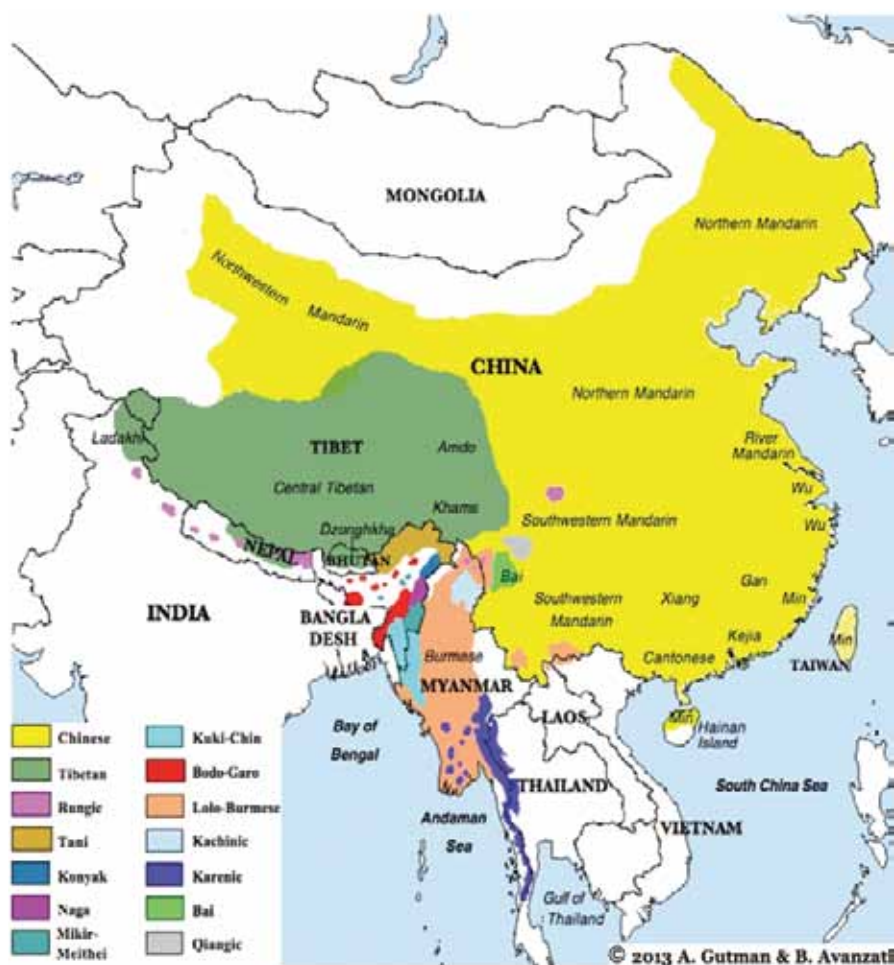 MONGOLIA
Northern Mandarin
Northwestern
Mandarin
CHINA
Northern Mandarin
Ladakhi
TIBET
Amdo
River
Mandarin
Central Tibetan
Wu
Khams
Southwestern Mandarin
Wu
Dzonghkha
NEPAL
BHUTAN
Bai
Gan
INDIA
Southwestern
Mandarin
Xiang
Min
BANGLA
DESH
Kejia
Min
Burmese
Cantonese
TAIWAN
MYANMAR
Min
Hainan
Island
LAOS
Bay of
Bengal
THAILAND
South China Sea
Andaman
Sea
VIETNAM
Gulf of
Thailand
Chinese
Tibetan
Rungic
Tani
Konyak
Naga
Mikir-
Meithei
Kuki-Chin
Bodo-Garo
Lolo-Burmese
Kachinic
Karenic
Bai
Qiangic
© 2013 A. Gutman & B. Avanzati